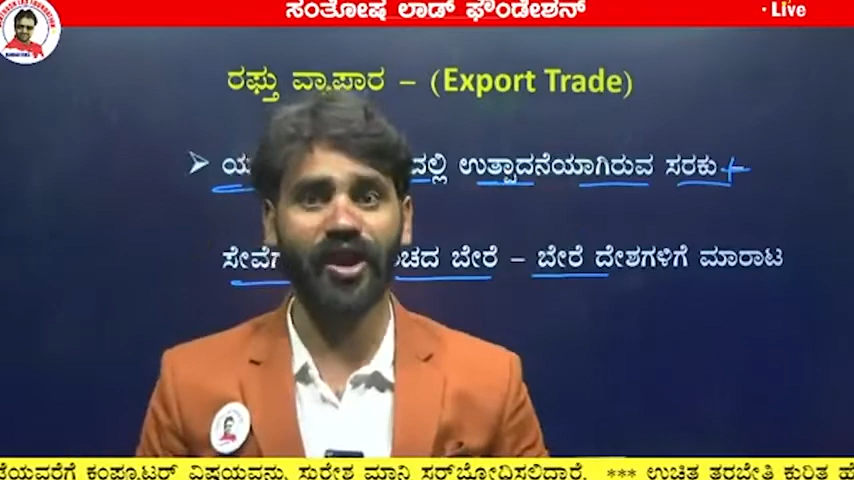 ಸಂತೋಷ ಲಾಡ್ ಫೌಂಡೇಶನ್
Live
ರಫ್ತು ವ್ಯಾಪಾರ – (Export Trade)
ಉತ್ಪಾದನೆಯಾಗಿರುವ ಸರಕು +
ಬೇರೆ – ಬೇರೆ ದೇಶಗಳಿಗೆ ಮಾರಾಟ
ಕಂಪ್ಯೂಟರ್ ವಿಷಯವನ್ನು ಸುರೇಶ ಮಾನಿ ಸರ್ ಬೋಧಿಸಲಿದ್ದಾರೆ. *** ಉಚಿತ ತರಬೇತಿ ಕುರಿತ